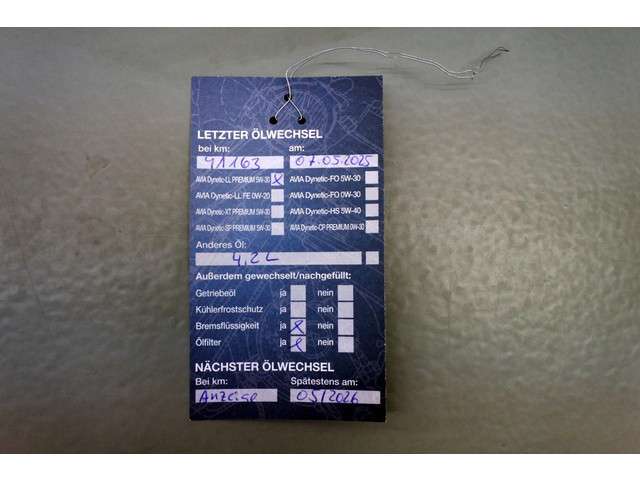 LETZTER ÖLWECHSEL
bei km: am:
41163 07.05.2025
AVIA Dynetic-LL PREMIUM 5W-30 x AVIA Dynetic-FO 5W-30
AVIA Dynetic-LL FE 0W-20 AVIA Dynetic-FO 0W-30
AVIA Dynetic-XT PREMIUM 5W-30 AVIA Dynetic-HS 5W-40
AVIA Dynetic-SP PREMIUM 5W-30 AVIA Dynetic-CP PREMIUM 0W-30
Anderes Öl:
4,2 L
Außerdem gewechselt/nachgefüllt:
Getriebeöl ja nein
Kühlerfrostschutz ja nein
Bremsflüssigkeit ja x nein
Ölfilter ja x nein
NÄCHSTER ÖLWECHSEL
Bei km: Spätestens am:
Anzeige 05/2026